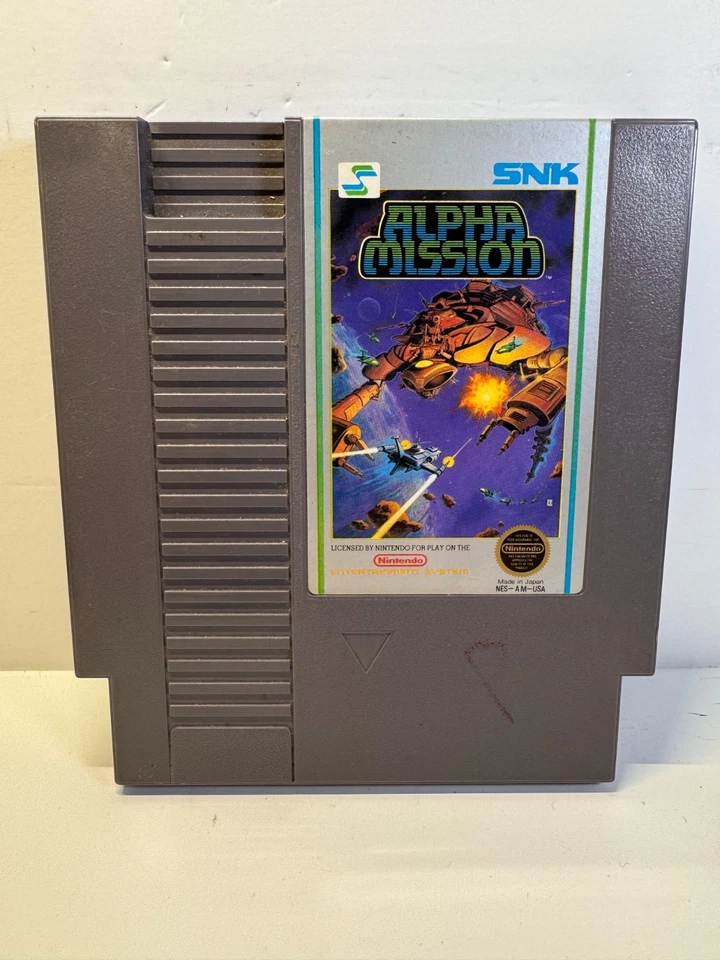 SNK
S
ALPHA
MISSION
LICENSED BY NINTENDO FOR PLAY ON THE
Nintendo
ENTERTAINMENT SYSTEM
Nintendo
Made in Japan
NES-AM-USA